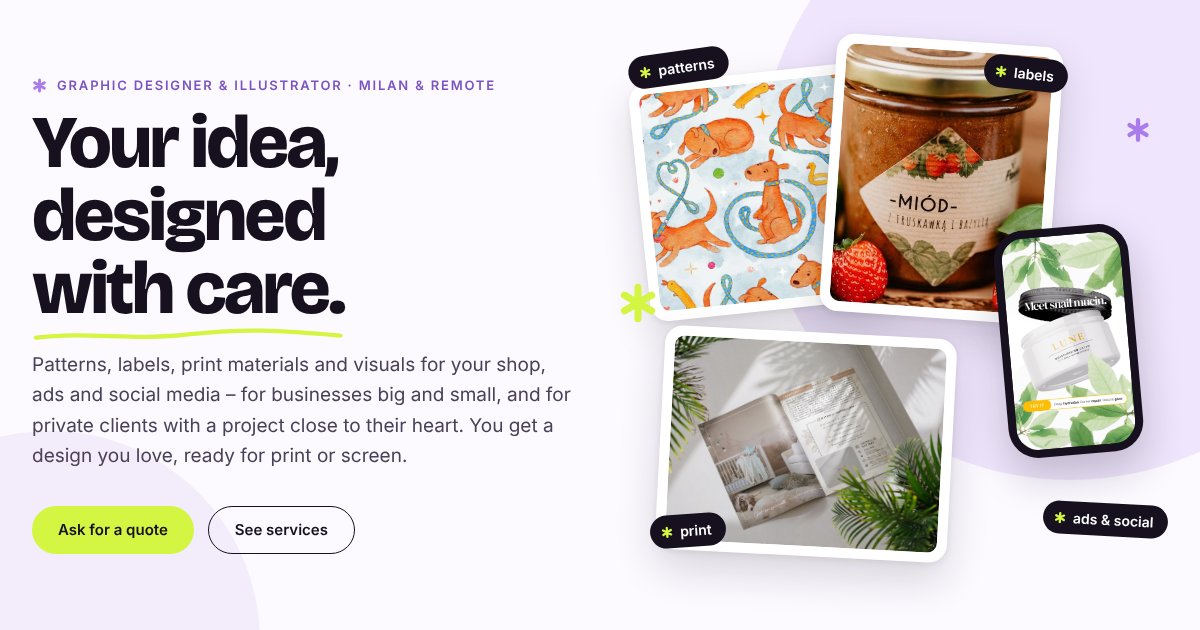 GRAPHIC DESIGNER & ILLUSTRATOR · MILAN & REMOTE
Your idea,
designed
with care.
Patterns, labels, print materials and visuals for your shop,
ads and social media – for businesses big and small, and for
private clients with a project close to their heart. You get a
design you love, ready for print or screen.
Ask for a quote
See services
patterns
labels
-MIÓD-
Z TRUSKAWKĄ I BAZYLIĄ
Meet snail mucin.
LUNE
print
ads & social